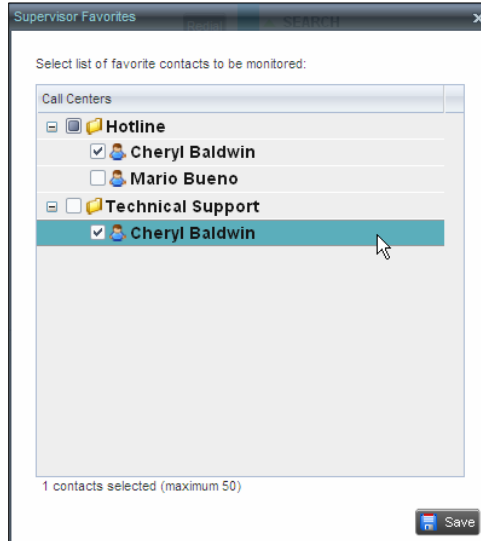 Supervisor Favorites
Redial
SEARCH
Select list of favorite contacts to be monitored:
Call Centers
Hotline
Cheryl Baldwin
Mario Bueno
Technical Support
Cheryl Baldwin
1 contacts selected (maximum 50)
Save